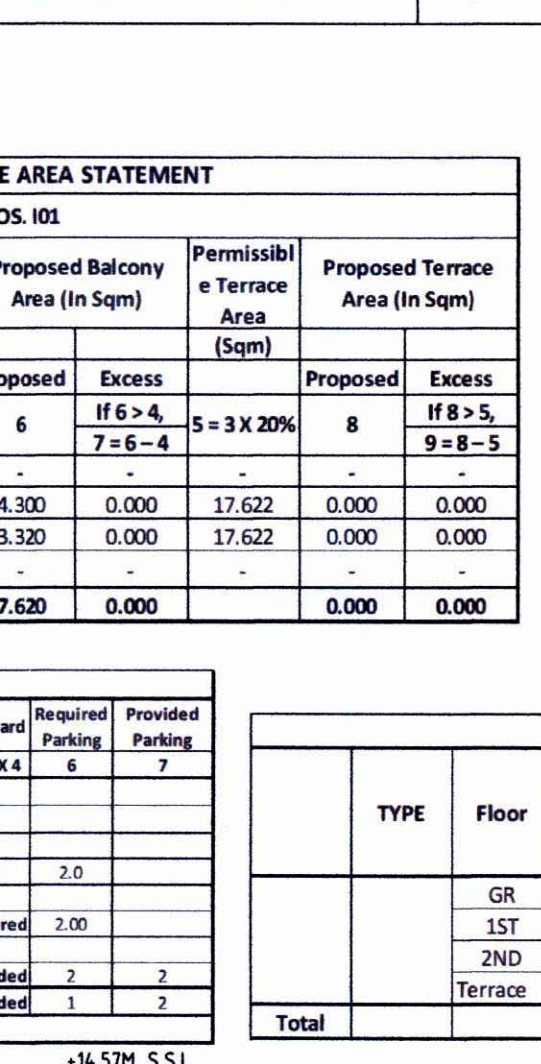 E AREA STATEMENT
OS. I01
Proposed Balcony Area (In Sqm)
Permissibl e Terrace Area
Proposed Terrace Area (In Sqm)
(Sqm)
oposed Excess Proposed Excess
6 If 6 > 4, 5 = 3 X 20% 8 If 8 > 5,
7 = 6 – 4 9 = 8 – 5
- - - - -
4.300 0.000 17.622 0.000 0.000
3.320 0.000 17.622 0.000 0.000
- - - - -
7.620 0.000 0.000 0.000
ard Required Parking Provided Parking
X 4 6 7
2.0
red 2.00
ded 2 2
ded 1 2
TYPE Floor
GR
1ST
2ND
Terrace
Total
+14.57M S.S.L